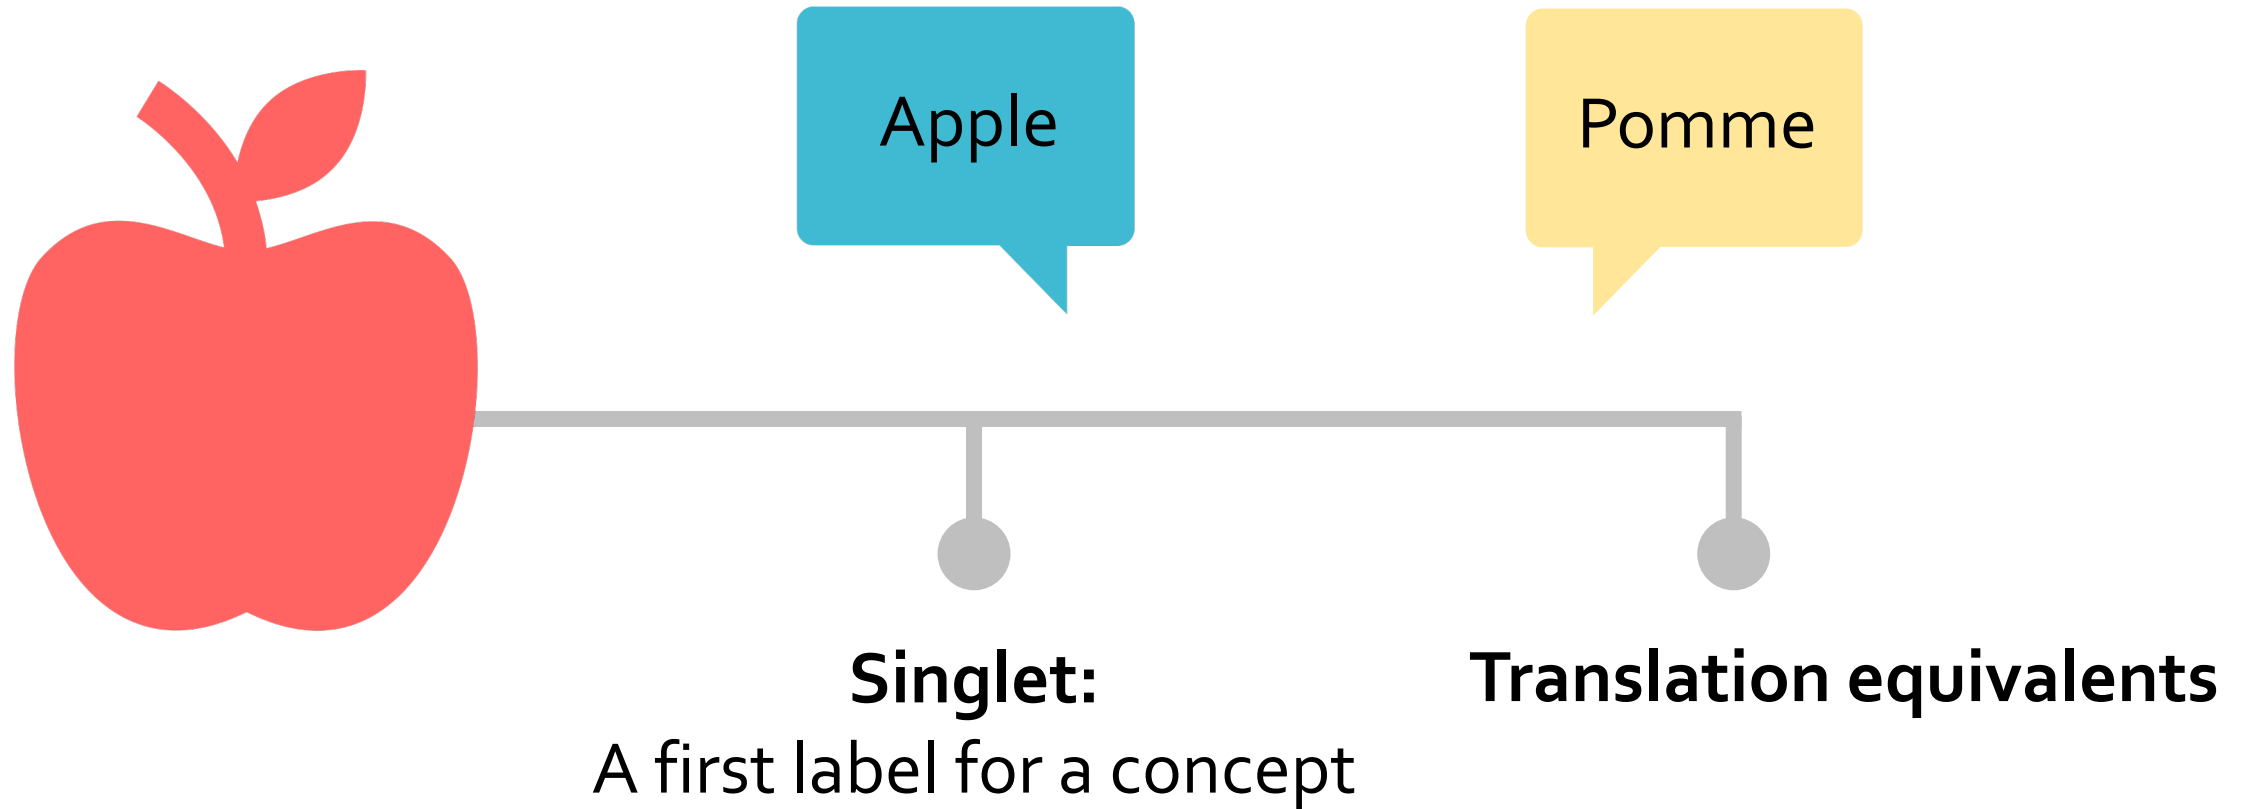 Apple
Pomme
Singlet:
A first label for a concept
Translation equivalents